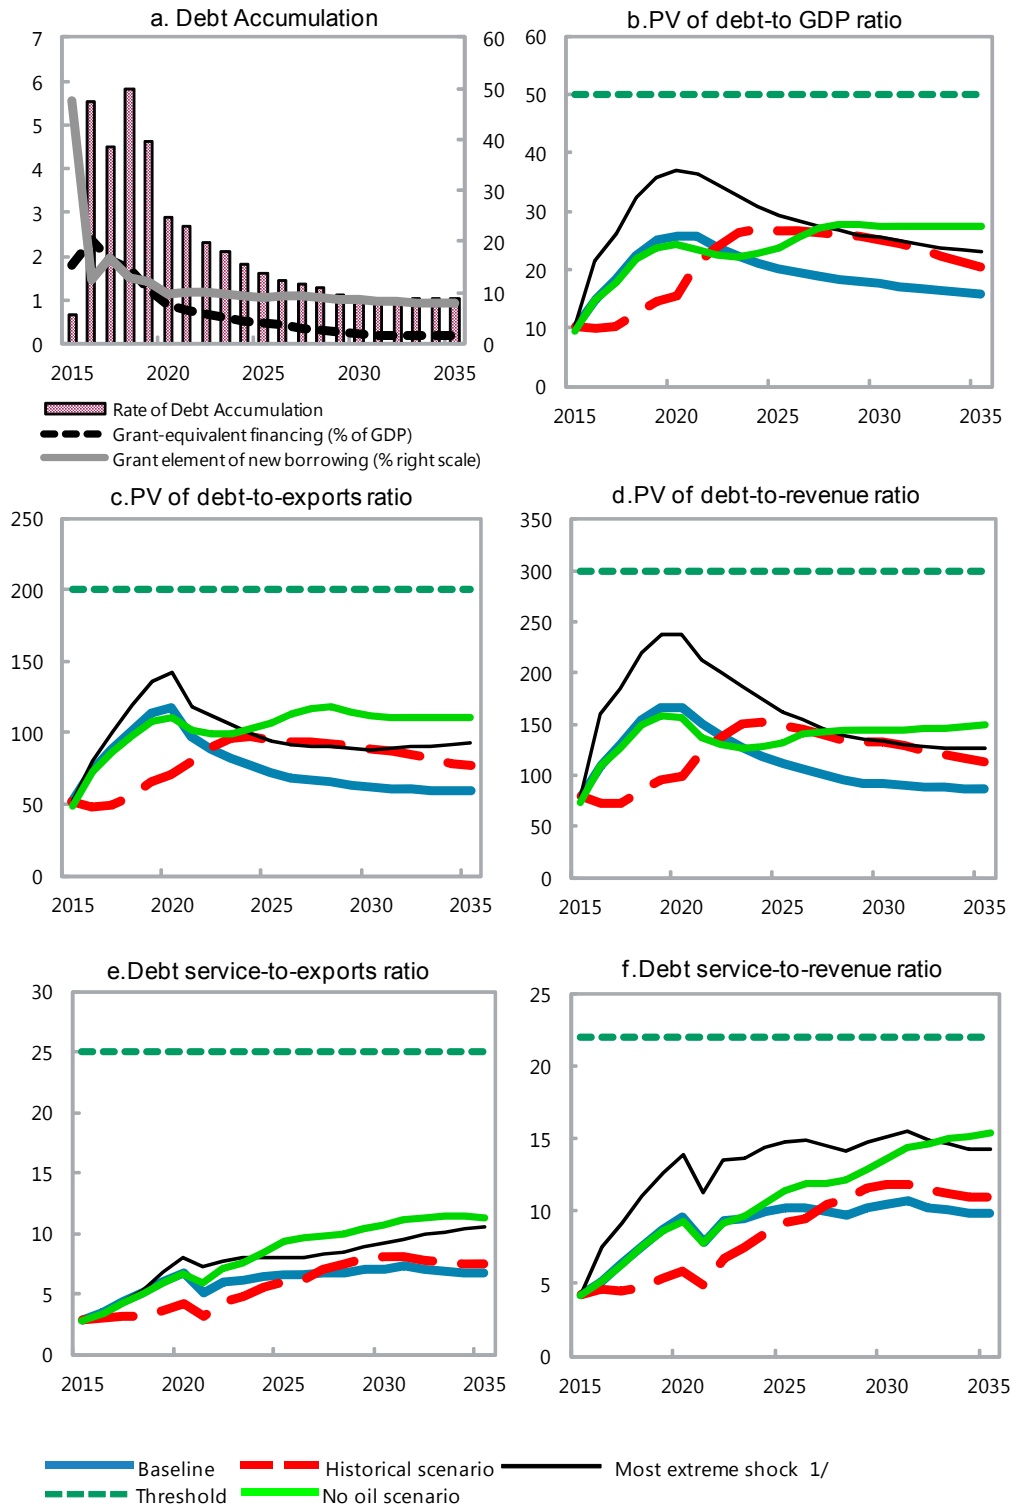 a. Debt Accumulation
7
6
5
4
3
2
1
0
60
50
40
30
20
10
0
2015 2020 2025 2030 2035
Rate of Debt Accumulation
Grant-equivalent financing (% of GDP)
Grant element of new borrowing (% right scale)
b.PV of debt-to GDP ratio
60
50
40
30
20
10
0
2015 2020 2025 2030 2035
c.PV of debt-to-exports ratio
250
200
150
100
50
0
2015 2020 2025 2030 2035
d.PV of debt-to-revenue ratio
350
300
250
200
150
100
50
0
2015 2020 2025 2030 2035
e.Debt service-to-exports ratio
30
25
20
15
10
5
0
2015 2020 2025 2030 2035
f.Debt service-to-revenue ratio
25
20
15
10
5
0
2015 2020 2025 2030 2035
Baseline Historical scenario Most extreme shock 1/
Threshold No oil scenario